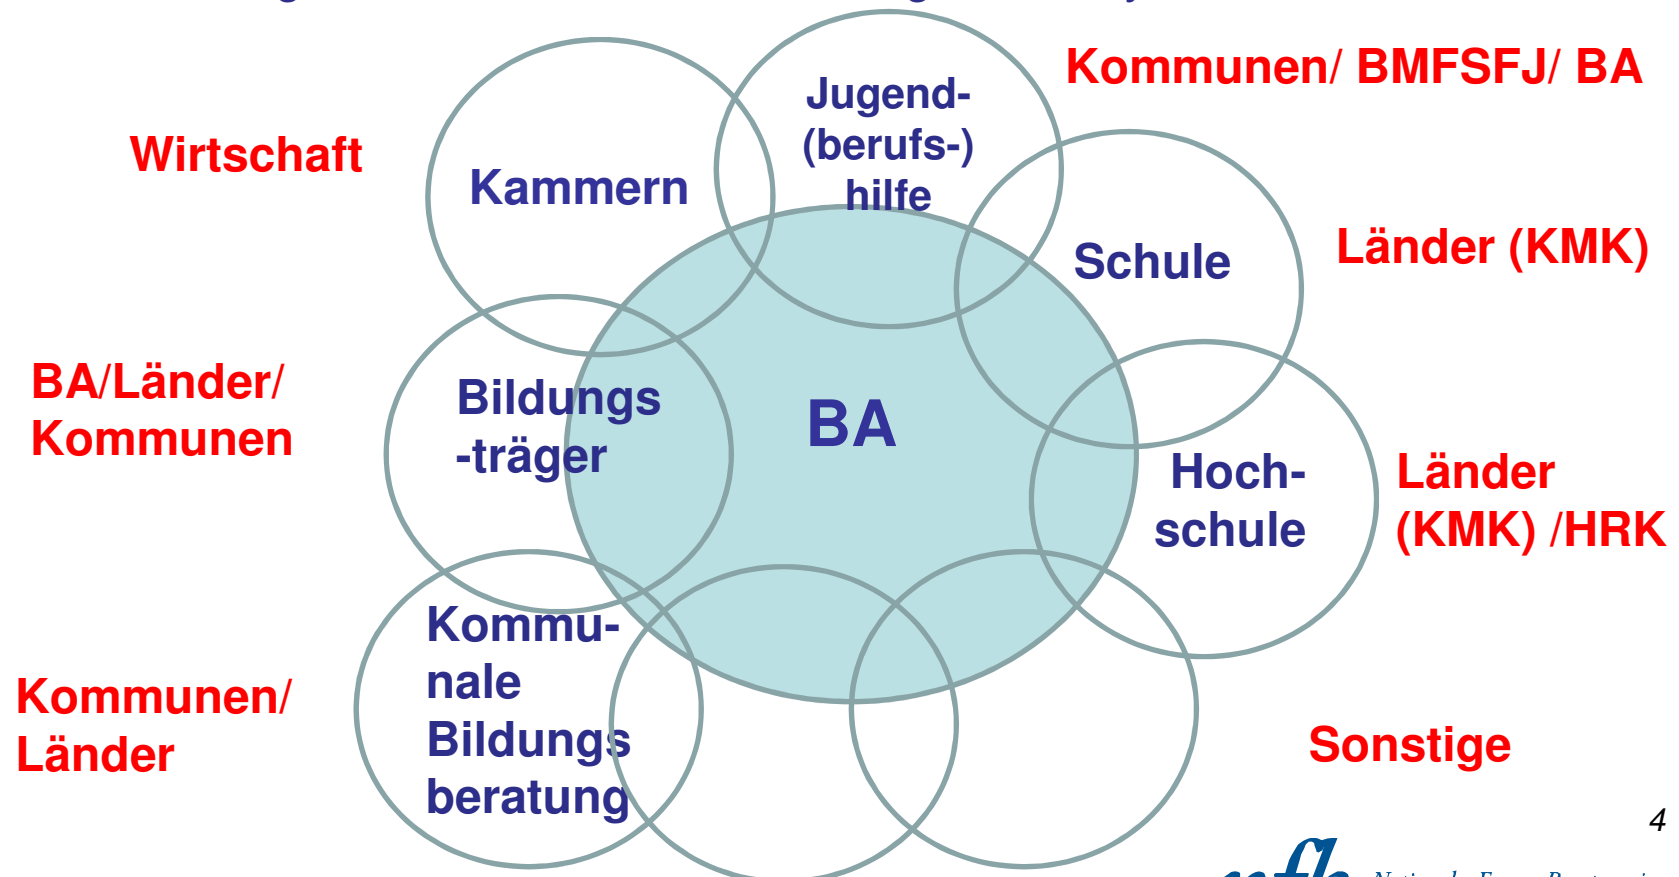 Kommunen/ BMFSFJ/ BA
Jugend-
(berufs-)
hilfe
Wirtschaft
Kammern
Schule
Länder (KMK)
BA/Länder/
Kommunen
Bildungs
-träger
BA
Hoch-
schule
Länder
(KMK) /HRK
Kommu-
nale
Bildungs
beratung
Kommunen/
Länder
Sonstige
4